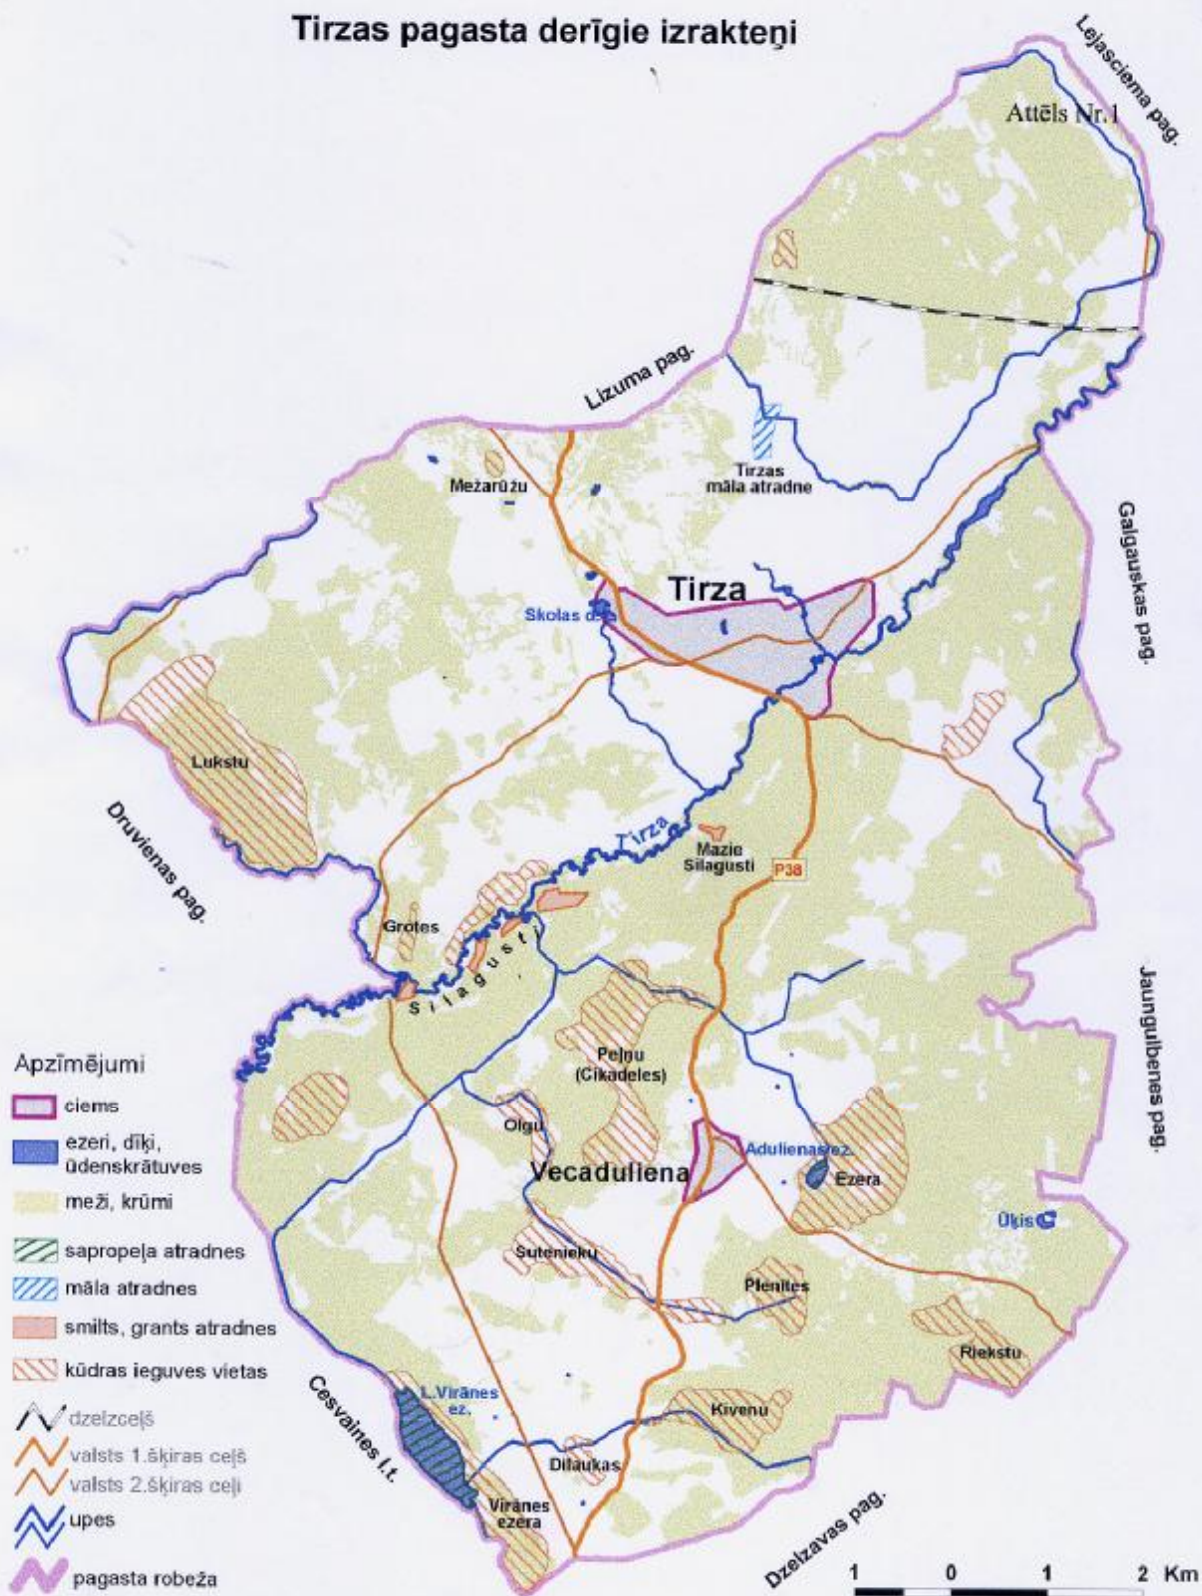 Tirzas pagasta derīgie izrakteņi
Lejasciema pag.
Attēls Nr.1
Lizuma pag.
Mežarūžu
Tirzas
māla atradne
Galgauskas pag.
Tirza
Skolas
Lukstu
Druvienas pag.
Tirza
Mazie
Silagusti
P38
Grotes
Silagusti
Peļņu
(Cikadeles)
Jaungulbenes pag.
Olgu
Vecaduliena
Adulienas ez.
Ezera
Ūķis
Sutenieku
Plenītes
Riekstu
Cesvaines l.t.
L.Virānes
ez.
Ķivenu
Dilaukas
Virānes
ezera
Dzelzavas pag.
Apzīmējumi
ciems
ezeri, dīķi,
ūdenskrātuves
meži, krūmi
sapropeļa atradnes
māla atradnes
smilts, grants atradnes
kūdras ieguves vietas
dzelzceļš
valsts 1.šķiras ceļš
valsts 2.šķiras ceļi
upes
pagasta robeža
1 0 1 2 Km